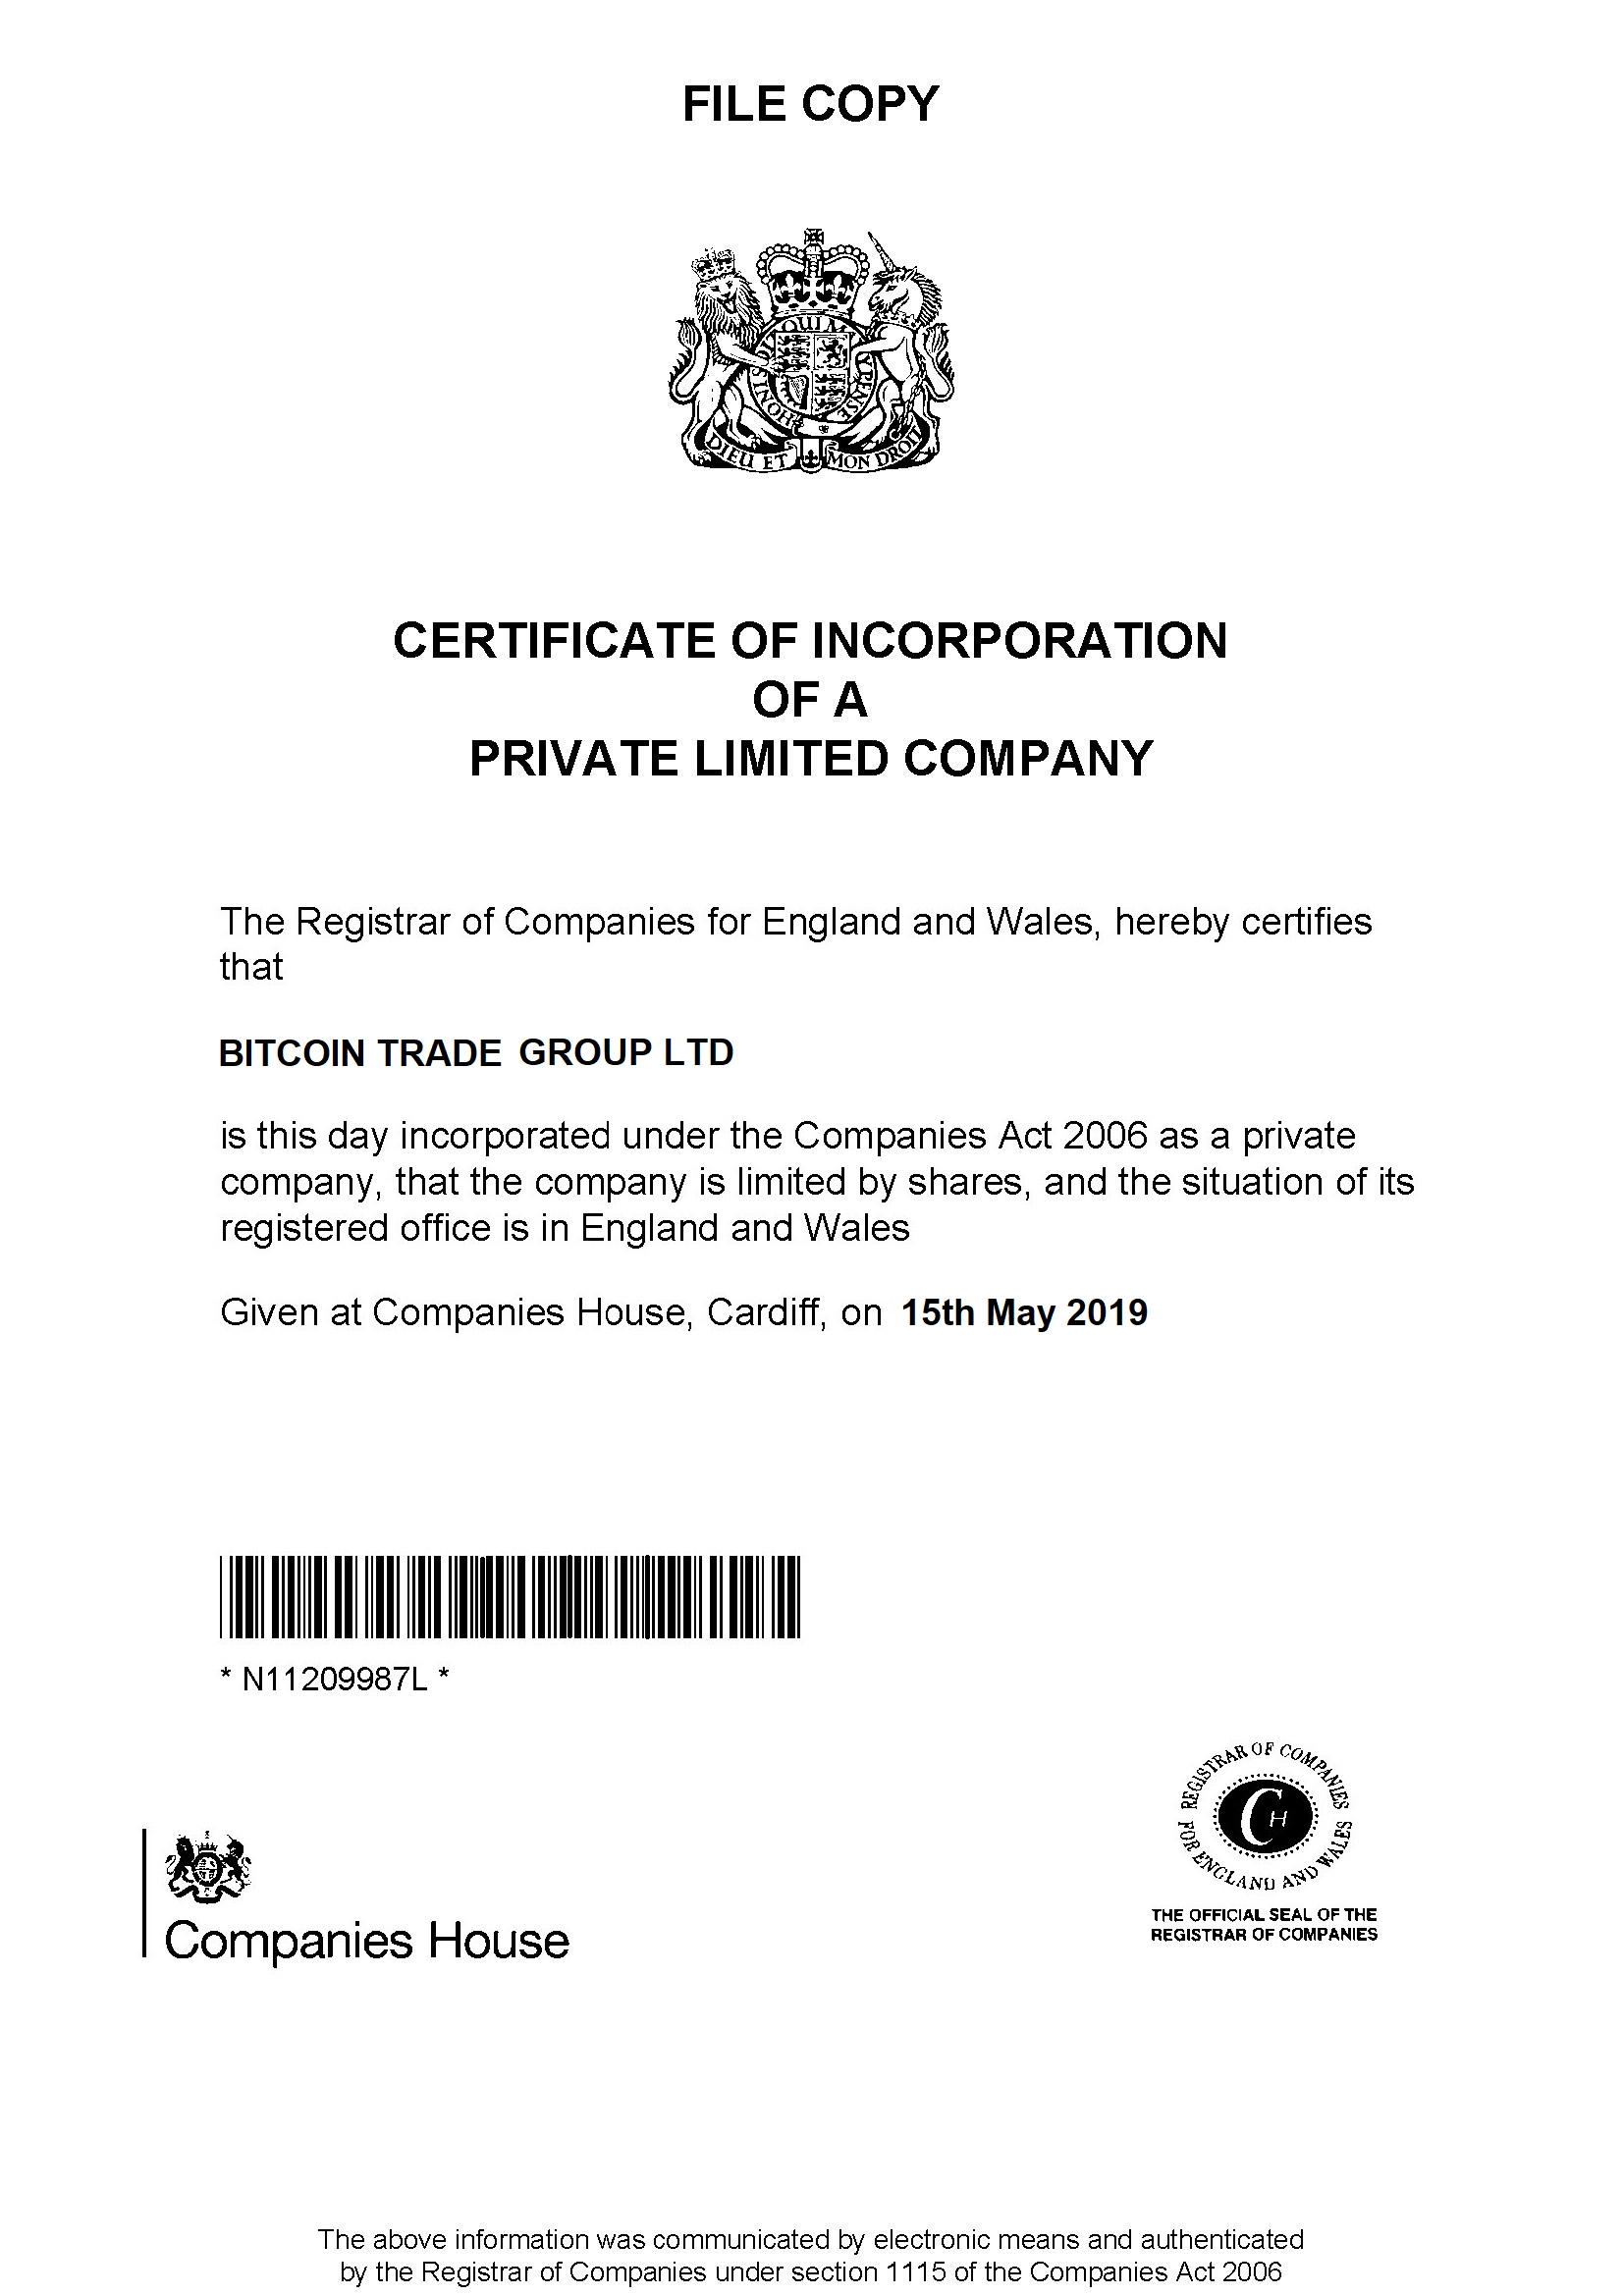 FILE COPY
HONI S QUI M Y PENSE
DIEU ET MON DROIT
CERTIFICATE OF INCORPORATION
OF A
PRIVATE LIMITED COMPANY
The Registrar of Companies for England and Wales, hereby certifies
that
BITCOIN TRADE GROUP LTD
is this day incorporated under the Companies Act 2006 as a private
company, that the company is limited by shares, and the situation of its
registered office is in England and Wales
Given at Companies House, Cardiff, on 15th May 2019
* N11209987L *
REGISTRAR OF COMPANIES
FOR ENGLAND AND WALES
CH
THE OFFICIAL SEAL OF THE
REGISTRAR OF COMPANIES
Companies House
The above information was communicated by electronic means and authenticated
by the Registrar of Companies under section 1115 of the Companies Act 2006